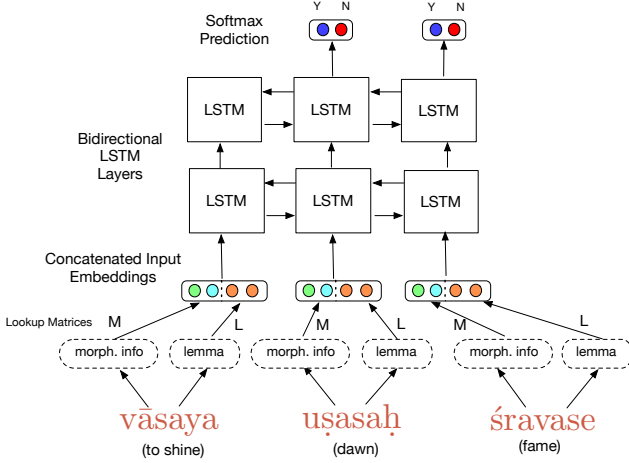 Softmax
Prediction
Y N Y N
LSTM LSTM LSTM
Bidirectional
LSTM
Layers
LSTM LSTM LSTM
Concatenated Input
Embeddings
Lookup Matrices M L M L M L
morph. info lemma morph. info lemma morph. info lemma
vāsaya uṣasaḥ śravase
(to shine) (dawn) (fame)